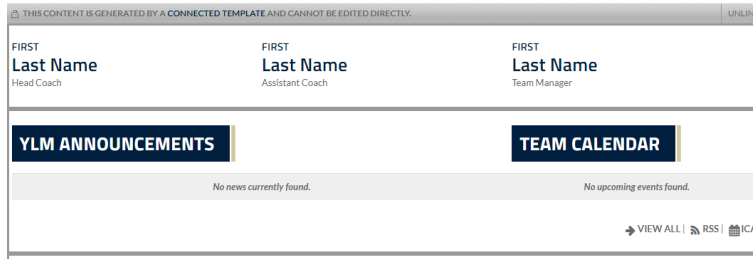 THIS CONTENT IS GENERATED BY A CONNECTED TEMPLATE AND CANNOT BE EDITED DIRECTLY.
FIRST
Last Name
Head Coach
FIRST
Last Name
Assistant Coach
FIRST
Last Name
Team Manager
YLM ANNOUNCEMENTS
No news currently found.
TEAM CALENDAR
No upcoming events found.
VIEW ALL | RSS |